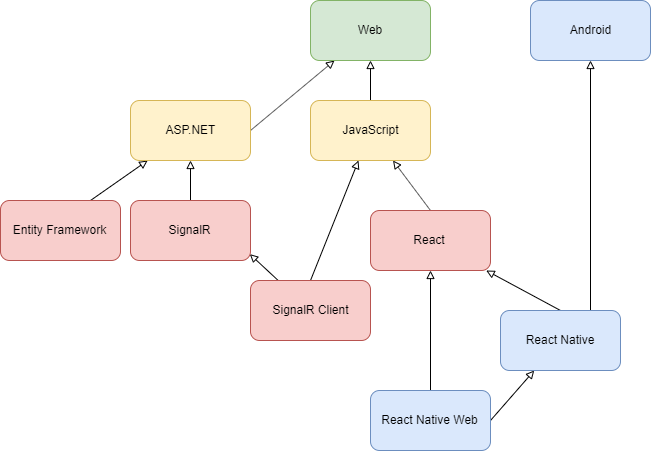 Web
Android
ASP.NET
JavaScript
Entity Framework
SignalR
React
SignalR Client
React Native
React Native Web